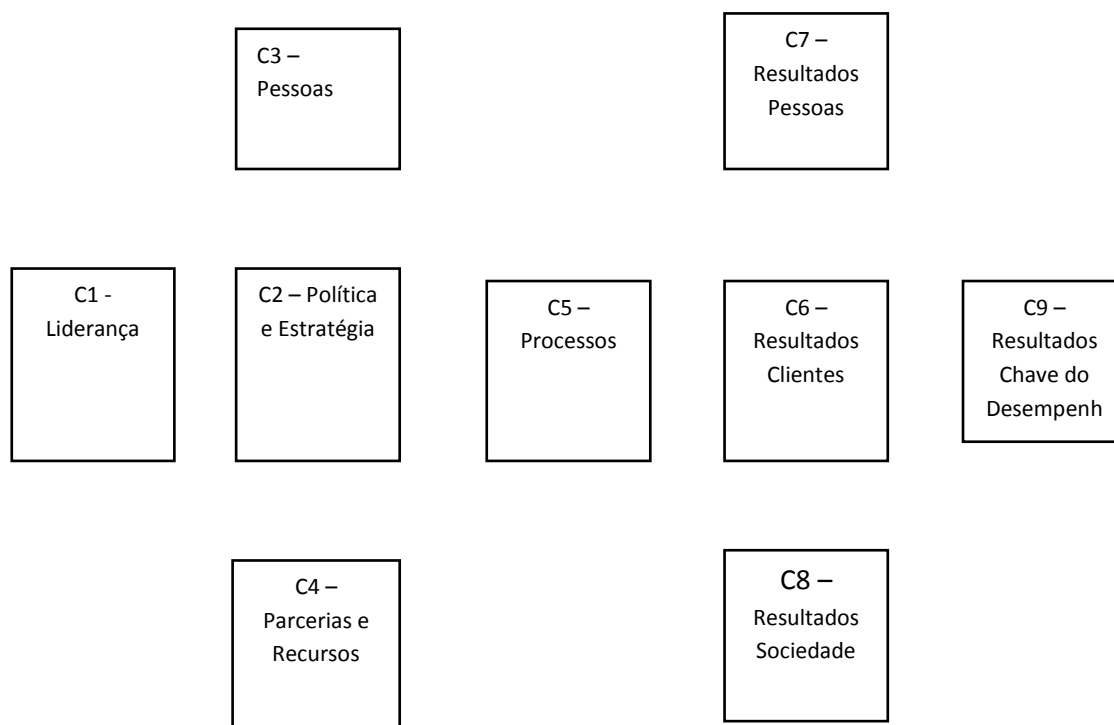 C3 –
Pessoas
C7 –
Resultados
Pessoas
C1 -
Liderança
C2 – Política
e Estratégia
C5 –
Processos
C6 –
Resultados
Clientes
C9 –
Resultados
Chave do
Desempenh
C4 –
Parcerias e
Recursos
C8 –
Resultados
Sociedade